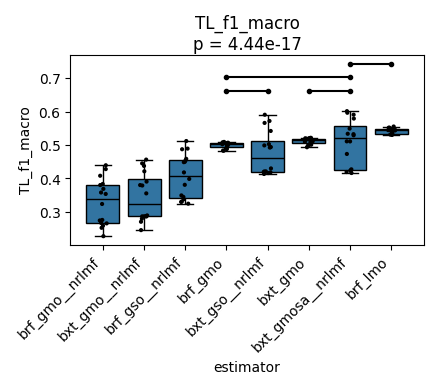 TL_f1_macro
p = 4.44e-17
TL_f1_macro
0.7
0.6
0.5
0.4
0.3
brf_gmo__nrlmf
bxt_gmo__nrlmf
brf_gso__nrlmf
brf_gmo
bxt_gso__nrlmf
bxt_gmo
bxt_gmosa__nrlmf
brf_lmo
estimator